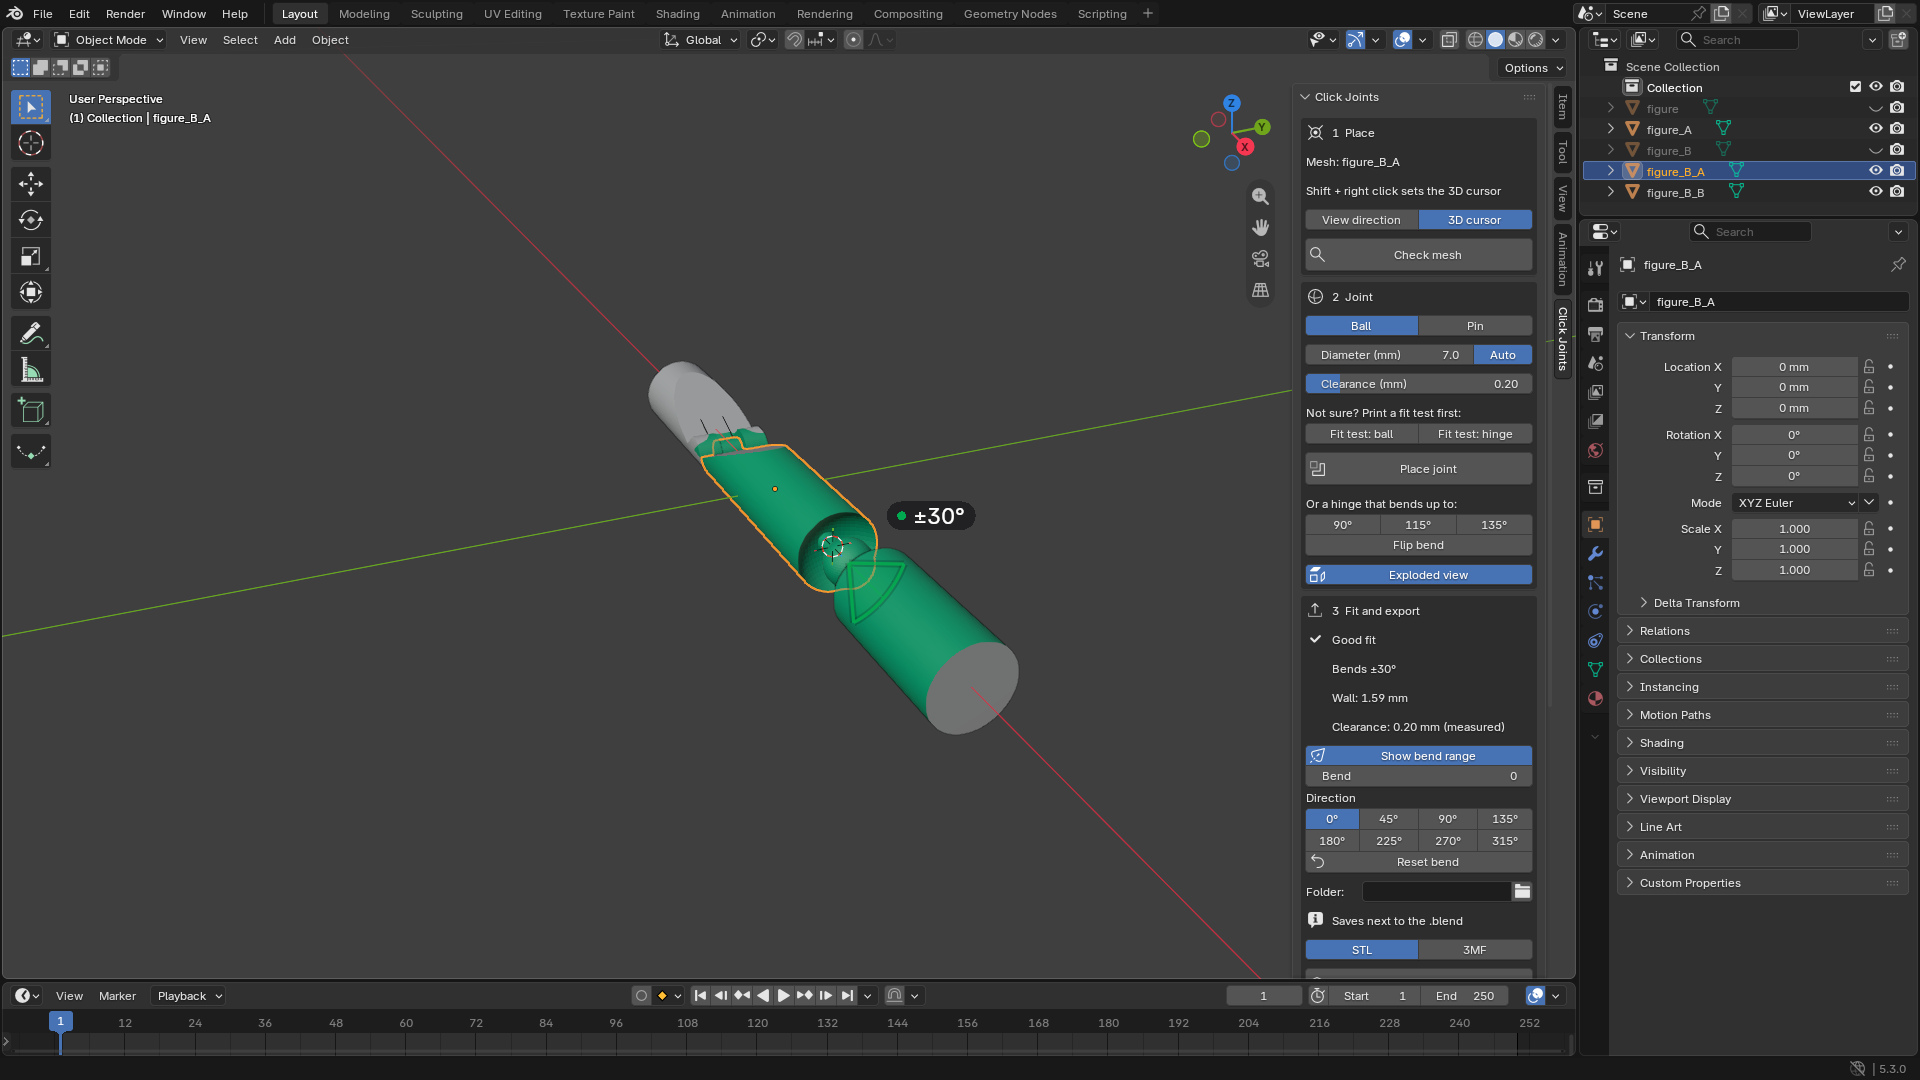 File Edit Render Window Help Layout Modeling Sculpting UV Editing Texture Paint Shading Animation Rendering Compositing Geometry Nodes Scripting Scene ViewLayer
Object Mode View Select Add Object Global
Options
User Perspective
(1) Collection | figure_B_A
Z
Y
X
±30°
Click Joints
1 Place
Mesh: figure_B_A
Shift + right click sets the 3D cursor
View direction 3D cursor
Check mesh
2 Joint
Ball Pin
Diameter (mm) 7.0 Auto
Clearance (mm) 0.20
Not sure? Print a fit test first:
Fit test: ball Fit test: hinge
Place joint
Or a hinge that bends up to:
90° 115° 135°
Flip bend
Exploded view
3 Fit and export
Good fit
Bends ±30°
Wall: 1.59 mm
Clearance: 0.20 mm (measured)
Show bend range
Bend 0
Direction
0° 45° 90° 135°
180° 225° 270° 315°
Reset bend
Folder:
Saves next to the .blend
STL 3MF
Item
Tool
View
Animation
Click Joints
Search
Scene Collection
Collection
figure
figure_A
figure_B
figure_B_A
figure_B_B
Search
figure_B_A
figure_B_A
Transform
Location X 0 mm
Y 0 mm
Z 0 mm
Rotation X 0°
Y 0°
Z 0°
Mode XYZ Euler
Scale X 1.000
Y 1.000
Z 1.000
Delta Transform
Relations
Collections
Instancing
Motion Paths
Shading
Visibility
Viewport Display
Line Art
Animation
Custom Properties
View Marker Playback 1 Start 1 End 250
1 12 24 36 48 60 72 84 96 108 120 132 144 156 168 180 192 204 216 228 240 252
5.3.0